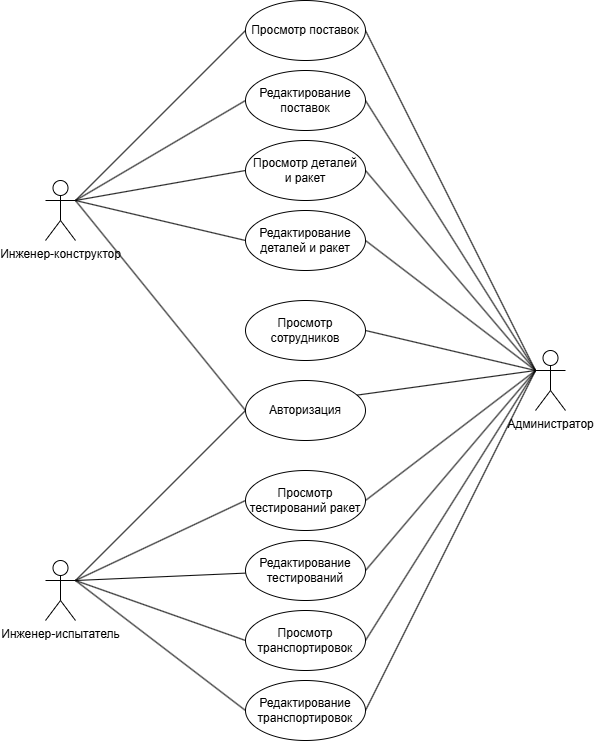 Просмотр поставок
Редактирование
поставок
Просмотр деталей
и ракет
Редактирование
деталей и ракет
Инженер-конструктор
Просмотр
сотрудников
Авторизация
Администратор
Просмотр
тестирований ракет
Редактирование
тестирований
Инженер-испытатель
Просмотр
транспортировок
Редактирование
транспортировок